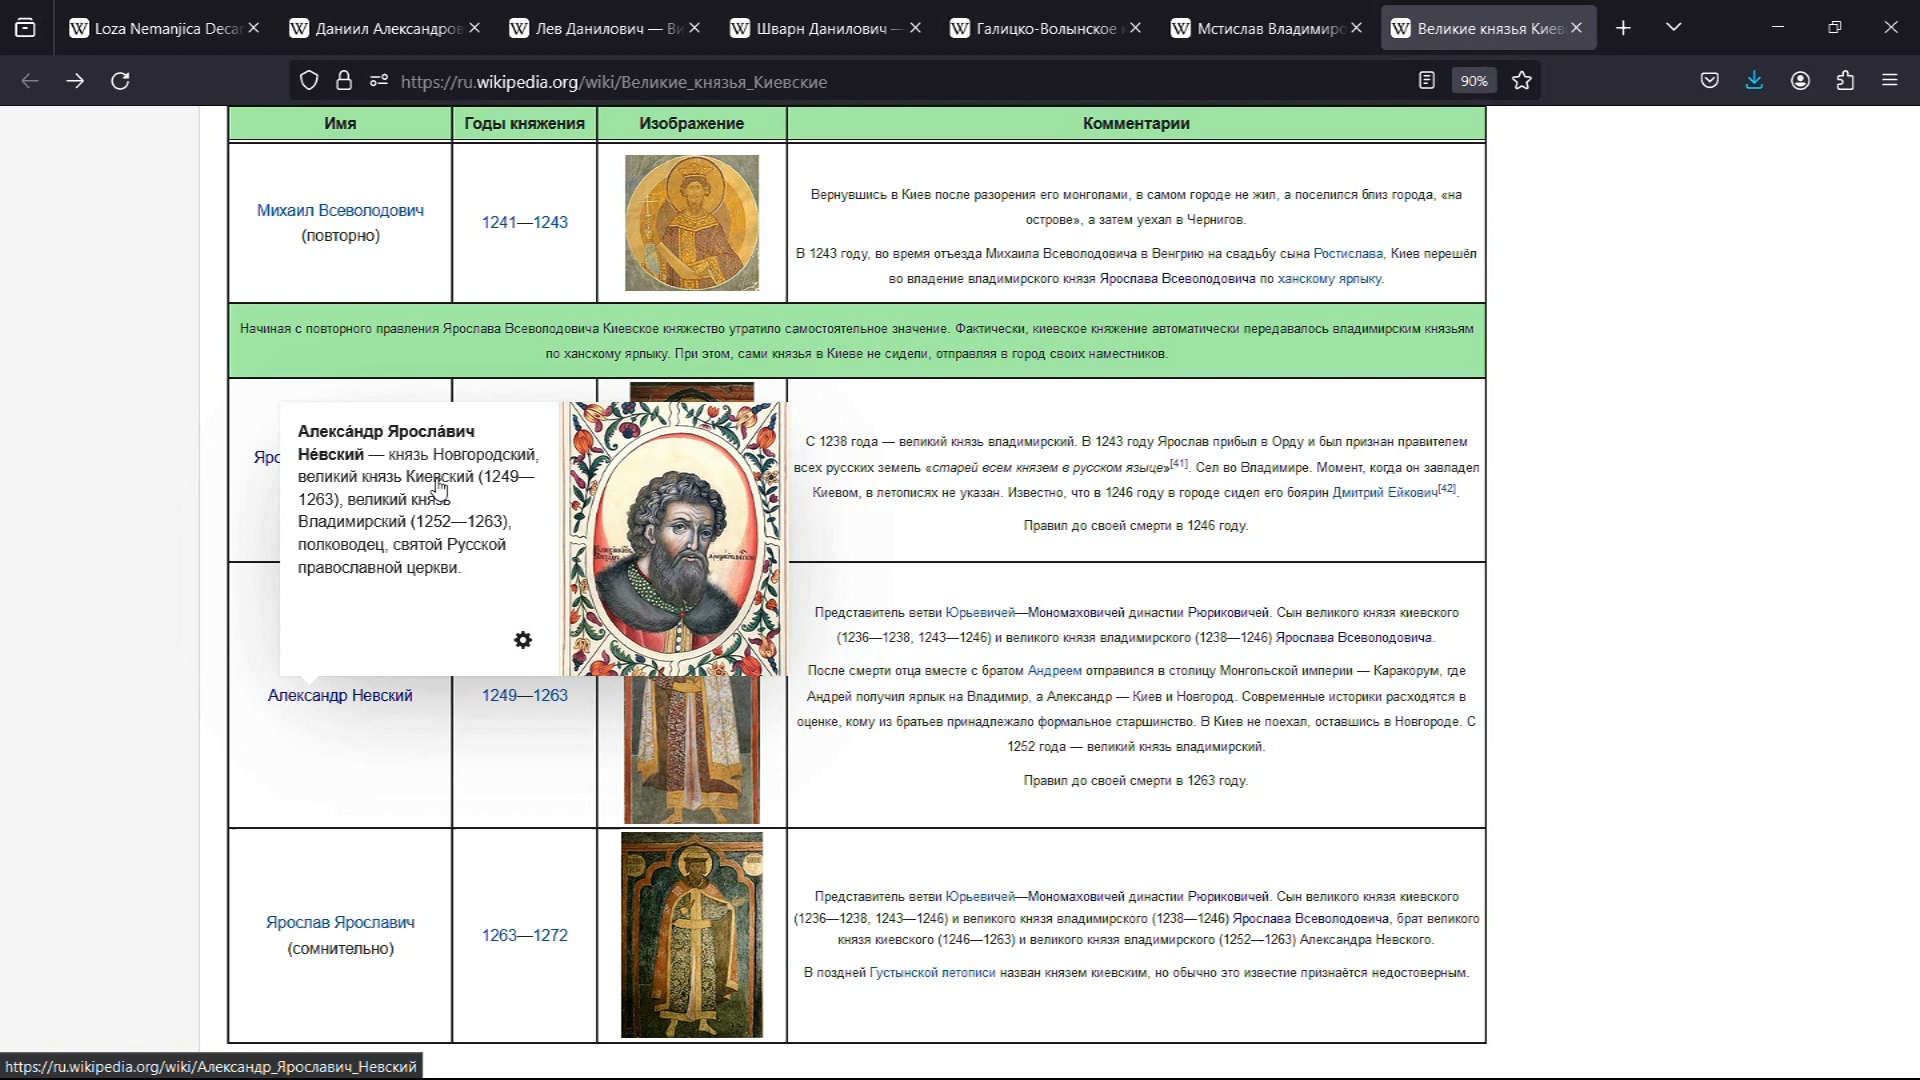 Loza Nemanjica Decar
Даниил Александров
Лев Данилович — Ви
Шварн Данилович —
Галицко-Волынское к
Мстислав Владимиро
Великие князья Киев
https://ru.wikipedia.org/wiki/Великие_князья_Киевские
90%
Имя
Годы княжения
Изображение
Комментарии
Михаил Всеволодович
(повторно)
1241—1243
Вернувшись в Киев после разорения его монголами, в самом городе не жил, а поселился близ города, «на
острове», а затем уехал в Чернигов.
В 1243 году, во время отъезда Михаила Всеволодовича в Венгрию на свадьбу сына Ростислава, Киев перешёл
во владение владимирского князя Ярослава Всеволодовича по ханскому ярлыку.
Начиная с повторного правления Ярослава Всеволодовича Киевское княжество утратило самостоятельное значение. Фактически, киевское княжение автоматически передавалось владимирским князьям
по ханскому ярлыку. При этом, сами князья в Киеве не сидели, отправляя в город своих наместников.
Яро
С 1238 года — великий князь владимирский. В 1243 году Ярослав прибыл в Орду и был признан правителем
всех русских земель «старей всем князем в русском языце»[41]. Сел во Владимире. Момент, когда он завладел
Киевом, в летописях не указан. Известно, что в 1246 году в городе сидел его боярин Дмитрий Ейкович[42].
Правил до своей смерти в 1246 году.
Алекса́ндр Яросла́вич
Не́вский — князь Новгородский,
великий князь Киевский (1249—
1263), великий князь
Владимирский (1252—1263),
полководец, святой Русской
православной церкви.
Александр Невский
1249—1263
Представитель ветви Юрьевичей—Мономаховичей династии Рюриковичей. Сын великого князя киевского
(1236—1238, 1243—1246) и великого князя владимирского (1238—1246) Ярослава Всеволодовича.
После смерти отца вместе с братом Андреем отправился в столицу Монгольской империи — Каракорум, где
Андрей получил ярлык на Владимир, а Александр — Киев и Новгород. Современные историки расходятся в
оценке, кому из братьев принадлежало формальное старшинство. В Киев не поехал, оставшись в Новгороде. С
1252 года — великий князь владимирский.
Правил до своей смерти в 1263 году.
Ярослав Ярославич
(сомнительно)
1263—1272
Представитель ветви Юрьевичей—Мономаховичей династии Рюриковичей. Сын великого князя киевского
(1236—1238, 1243—1246) и великого князя владимирского (1238—1246) Ярослава Всеволодовича, брат великого
князя киевского (1246—1263) и великого князя владимирского (1252—1263) Александра Невского.
В поздней Густынской летописи назван князем киевским, но обычно это известие признаётся недостоверным.
https://ru.wikipedia.org/wiki/Александр_Ярославич_Невский